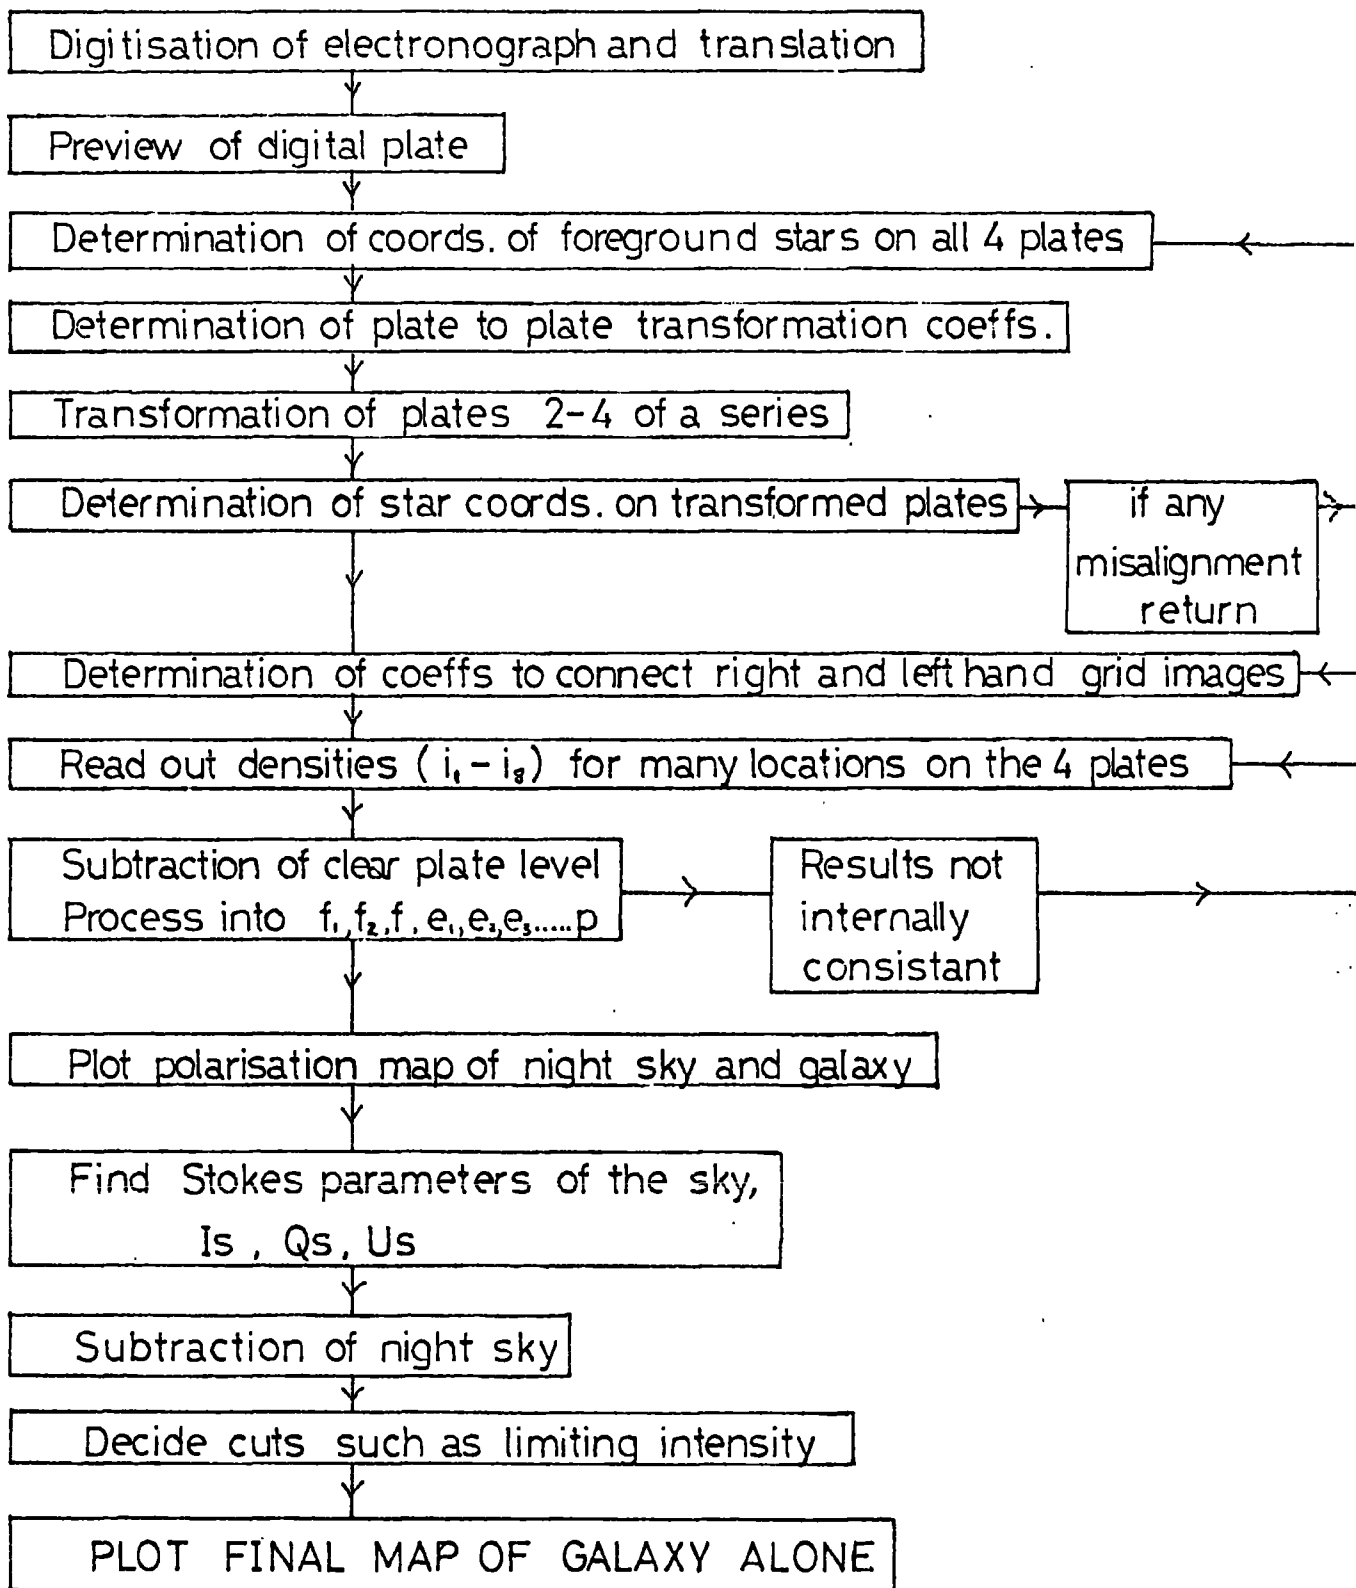 Digitisation of electronograph and translation
Preview of digital plate
Determination of coords. of foreground stars on all 4 plates
Determination of plate to plate transformation coeffs.
Transformation of plates 2-4 of a series
Determination of star coords. on transformed plates
if any
misalignment
return
Determination of coeffs to connect right and left hand grid images
Read out densities (i₁-i₈) for many locations on the 4 plates
Subtraction of clear plate level
Process into f₁,f₂,f,e₁,e₂,e₃.....p
Results not
internally
consistant
Plot polarisation map of night sky and galaxy
Find Stokes parameters of the sky,
Is, Qs, Us
Subtraction of night sky
Decide cuts such as limiting intensity
PLOT FINAL MAP OF GALAXY ALONE